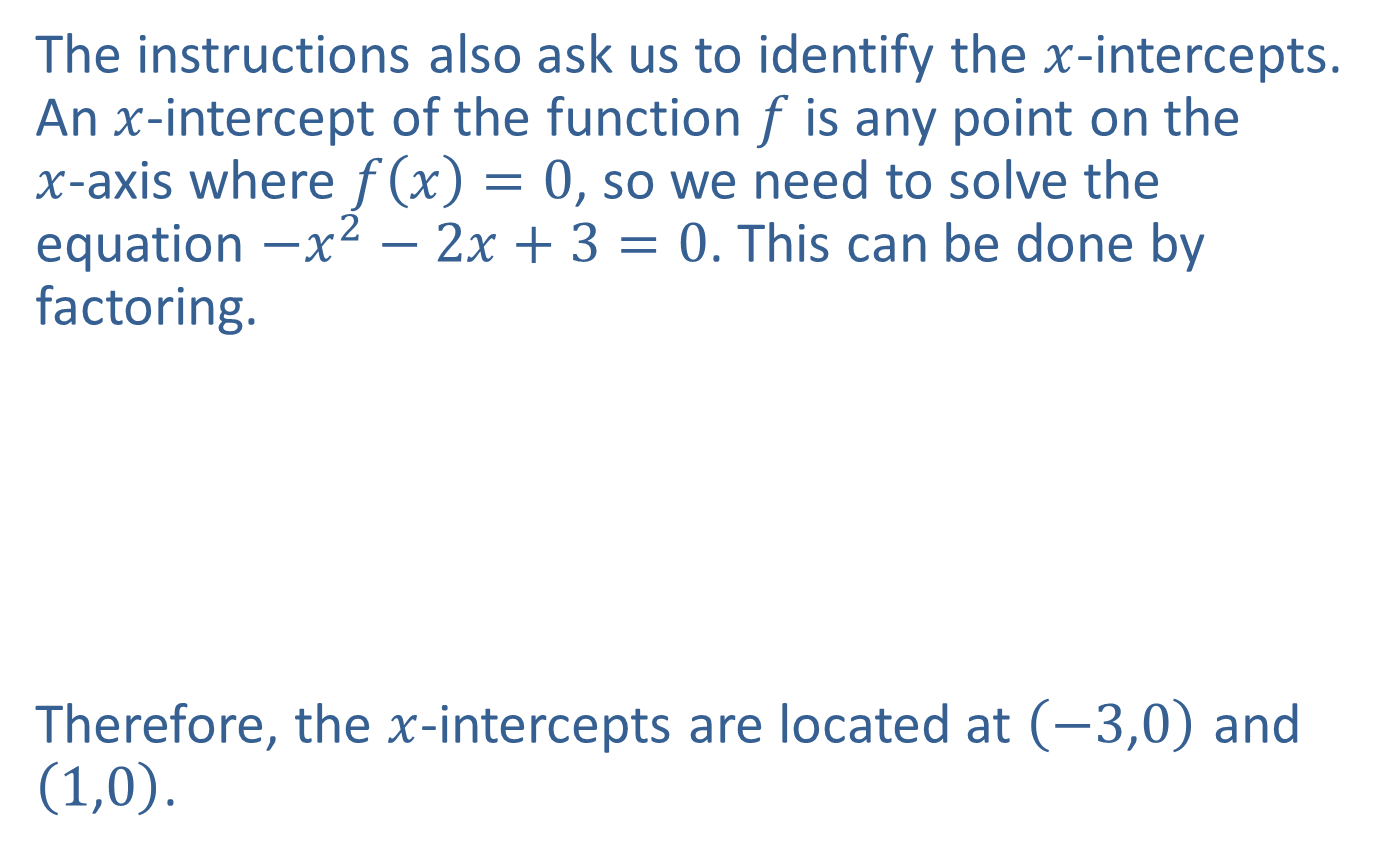 The instructions also ask us to identify the 𝑥-intercepts.
An 𝑥-intercept of the function 𝑓 is any point on the
𝑥-axis where 𝑓(𝑥) = 0, so we need to solve the
equation −𝑥² − 2𝑥 + 3 = 0. This can be done by
factoring.
Therefore, the 𝑥-intercepts are located at (−3,0) and
(1,0).